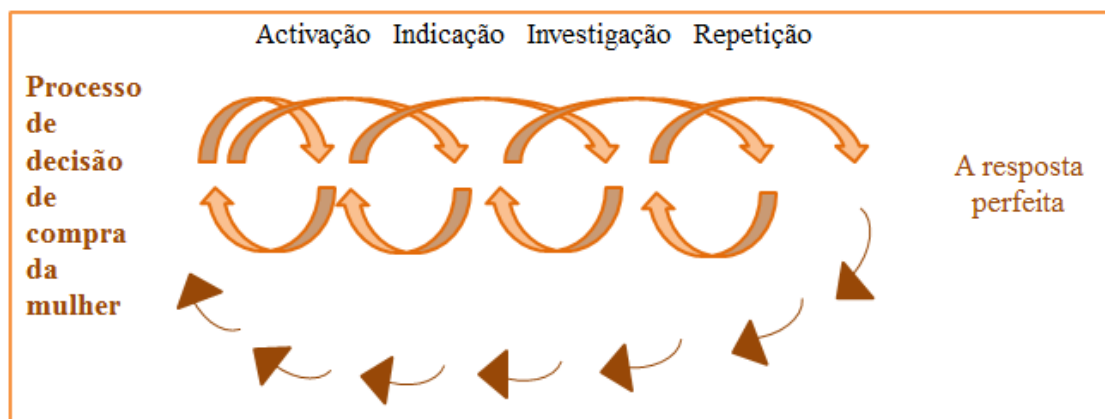 Activação Indicação Investigação Repetição
Processo
de
decisão
de
compra
da
mulher
A resposta
perfeita